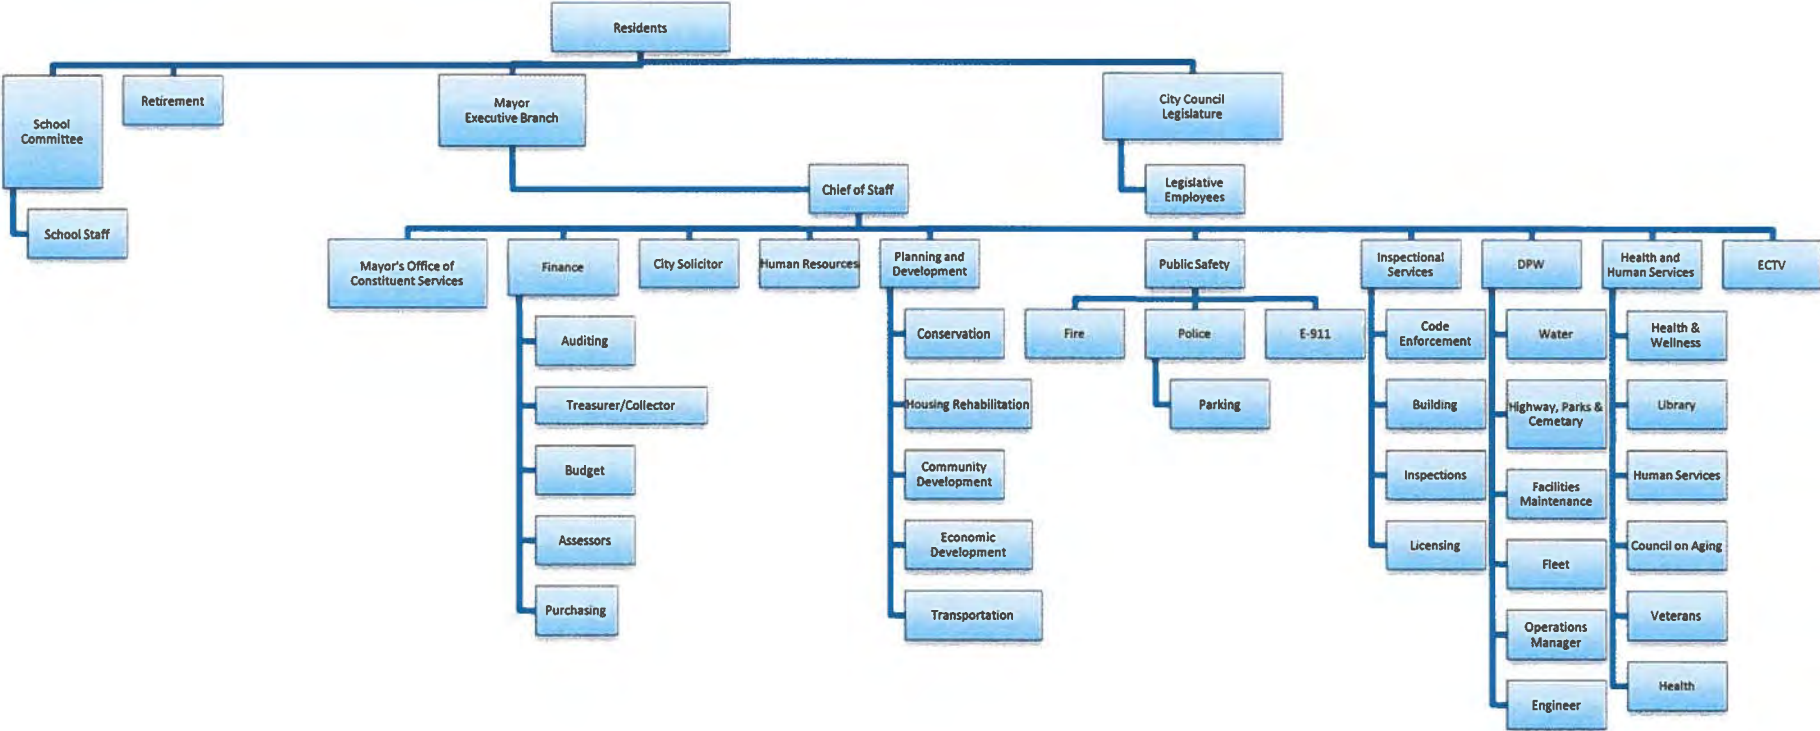 Residents
School
Committee
Retirement
Mayor
Executive Branch
City Council
Legislature
School Staff
Chief of Staff
Legislative
Employees
Mayor's Office of
Constituent Services
Finance
City Solicitor
Human Resources
Planning and
Development
Public Safety
Inspectional
Services
DPW
Health and
Human Services
ECTV
Auditing
Treasurer/Collector
Budget
Assessors
Purchasing
Conservation
Housing Rehabilitation
Community
Development
Economic
Development
Transportation
Fire
Police
E-911
Parking
Code
Enforcement
Building
Inspections
Licensing
Water
Highway, Parks &
Cemetary
Facilities
Maintenance
Fleet
Operations
Manager
Engineer
Health &
Wellness
Library
Human Services
Council on Aging
Veterans
Health